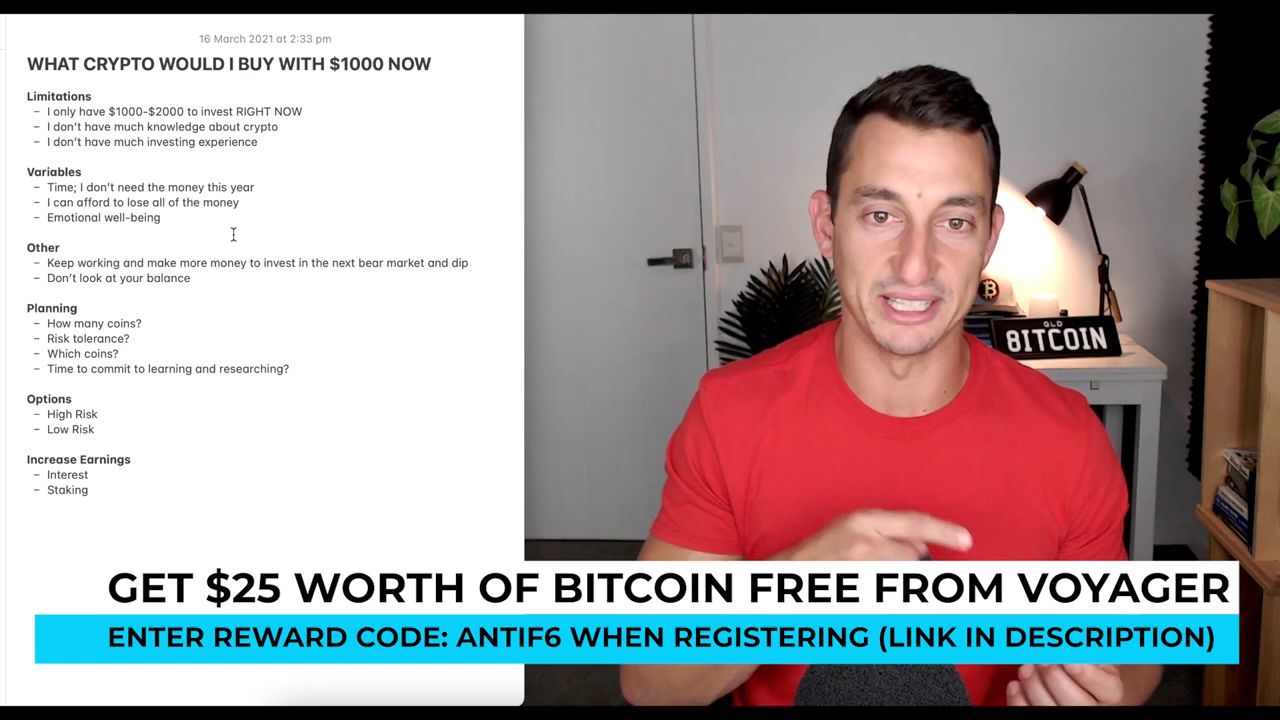 16 March 2021 at 2:33 pm
WHAT CRYPTO WOULD I BUY WITH $1000 NOW
Limitations
– I only have $1000-$2000 to invest RIGHT NOW
– I don't have much knowledge about crypto
– I don't have much investing experience
Variables
– Time; I don't need the money this year
– I can afford to lose all of the money
– Emotional well-being
Other
– Keep working and make more money to invest in the next bear market and dip
– Don't look at your balance
Planning
– How many coins?
– Risk tolerance?
– Which coins?
– Time to commit to learning and researching?
Options
– High Risk
– Low Risk
Increase Earnings
– Interest
– Staking
QLD
8ITCOIN
GET $25 WORTH OF BITCOIN FREE FROM VOYAGER
ENTER REWARD CODE: ANTIF6 WHEN REGISTERING (LINK IN DESCRIPTION)